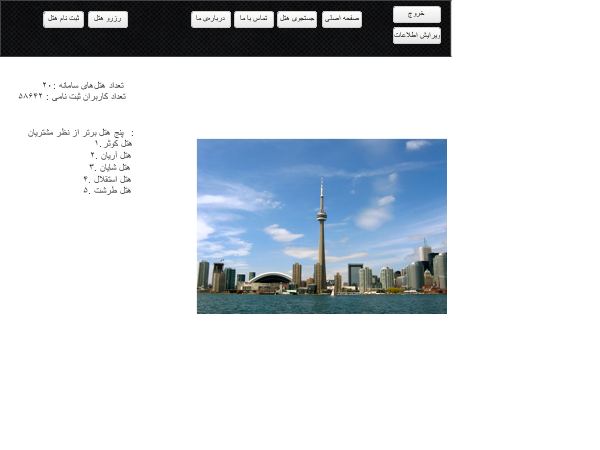 خروج
ویرایش اطلاعات
صفحه اصلی
جستجوی هتل
تماس با ما
درباره‌ی ما
رزرو هتل
ثبت نام هتل
تعداد هتل‌های سامانه : ۲۰
تعداد کاربران ثبت نامی : ۵۸۶۴۲
پنج هتل برتر از نظر مشتریان :
۱. هتل کوثر
۲. هتل آریان
۳. هتل شایان
۴. هتل استقلال
۵. هتل طرشت